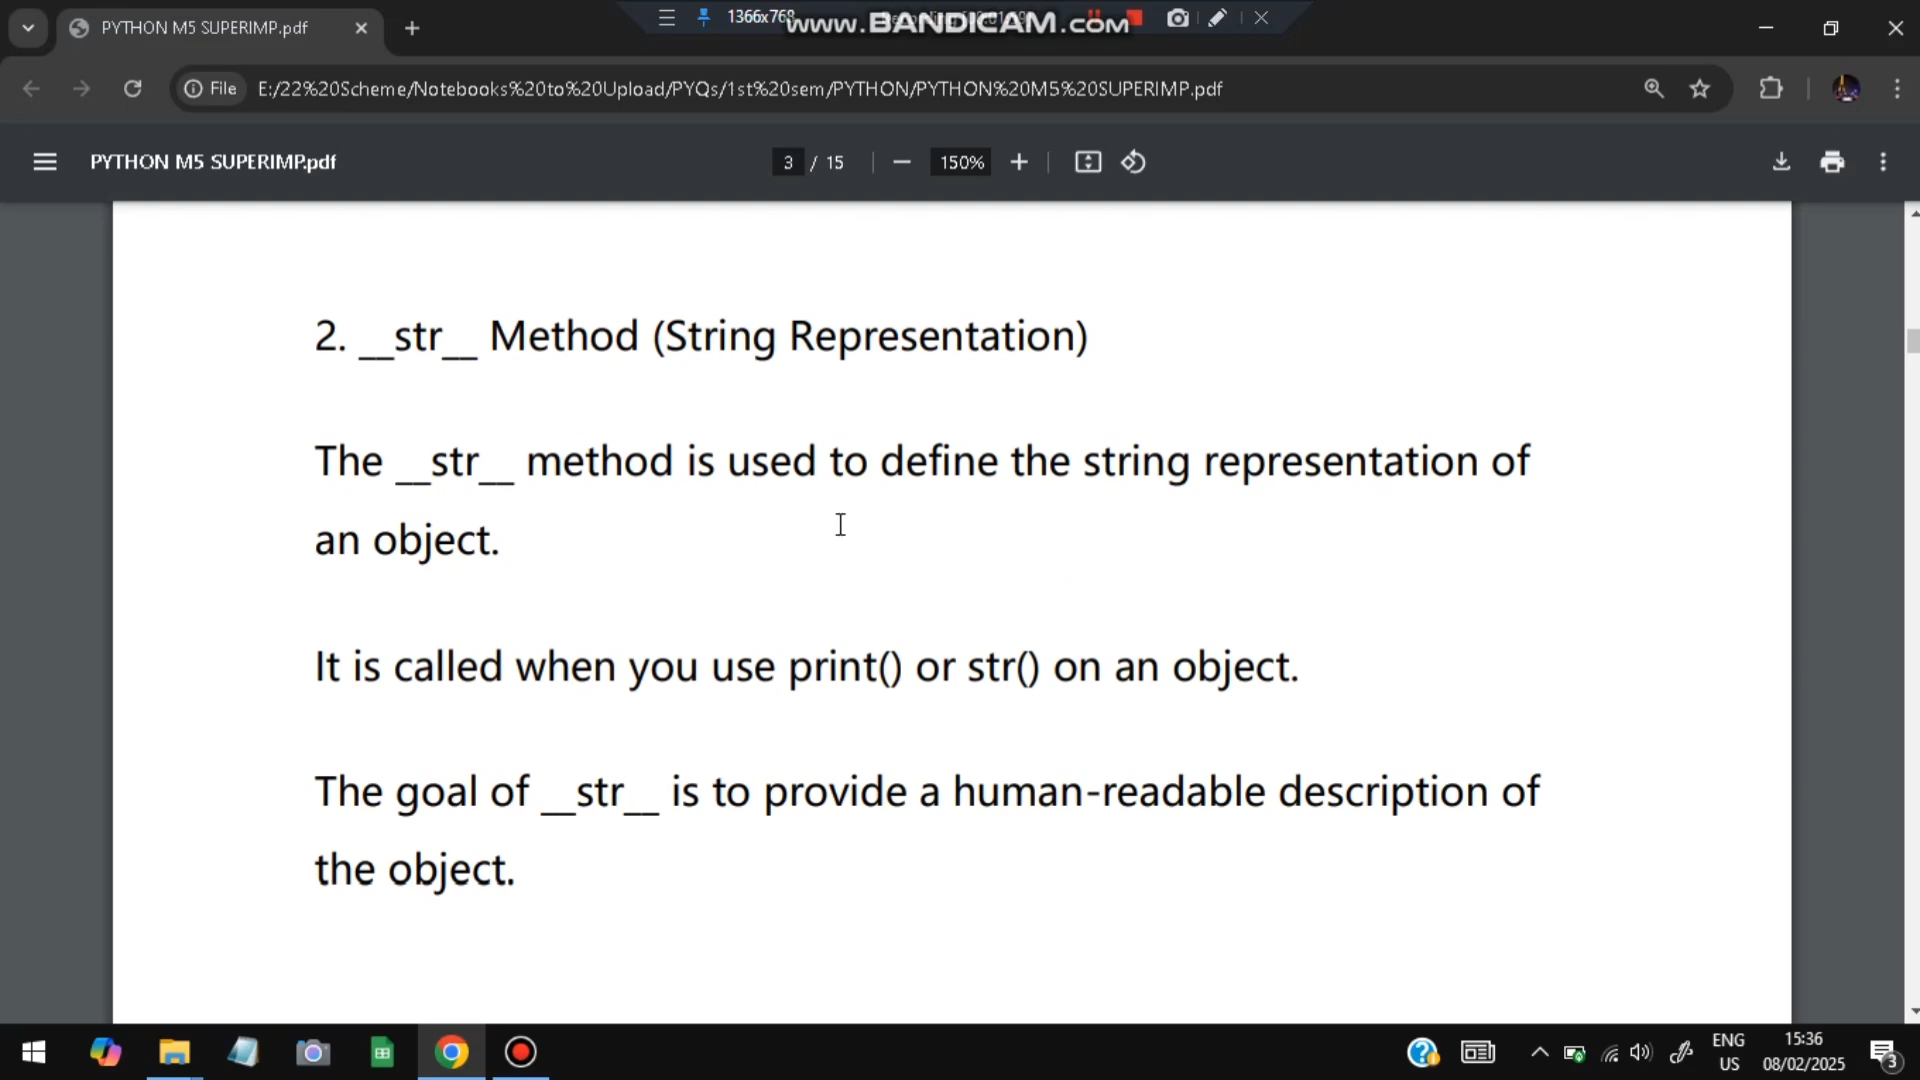 PYTHON M5 SUPERIMP.pdf
1366x768
www.BANDICAM.com
File
E:/22%20Scheme/Notebooks%20to%20Upload/PYQs/1st%20sem/PYTHON/PYTHON%20M5%20SUPERIMP.pdf
PYTHON M5 SUPERIMP.pdf
3 / 15
150%
2. __str__ Method (String Representation)
The __str__ method is used to define the string representation of
an object.
It is called when you use print() or str() on an object.
The goal of __str__ is to provide a human-readable description of
the object.
ENG
US
15:36
08/02/2025
3